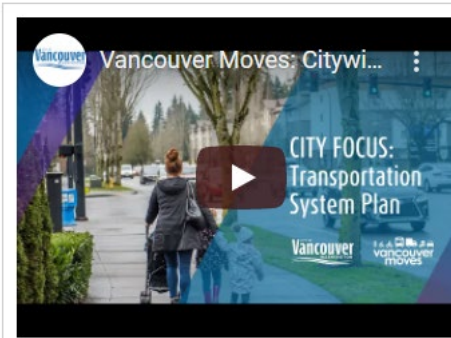 Vancouver
Vancouver Moves: Citywi...
CITY FOCUS:
Transportation
System Plan
Vancouver
vancouver
moves